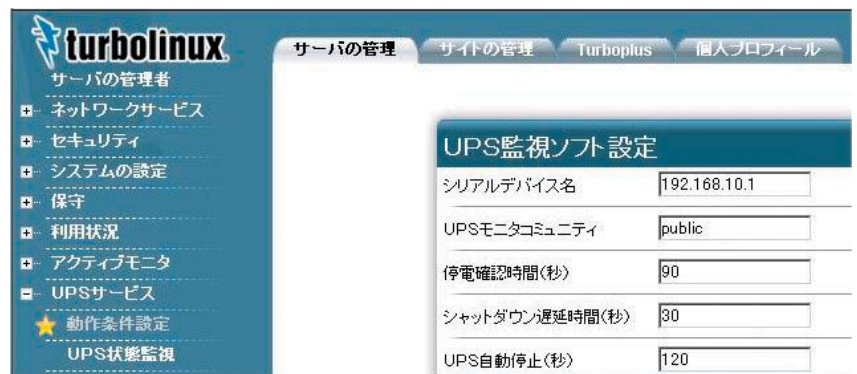 turbolinux.
サーバの管理 サイトの管理 Turboplus 個人プロフィール
サーバの管理者
ネットワークサービス
セキュリティ
システムの設定
保守
利用状況
アクティブモニタ
UPSサービス
動作条件設定
UPS状態監視
UPS監視ソフト設定
シリアルデバイス名 192.168.10.1
UPSモニタコミュニティ public
停電確認時間(秒) 90
シャットダウン遅延時間(秒) 30
UPS自動停止(秒) 120